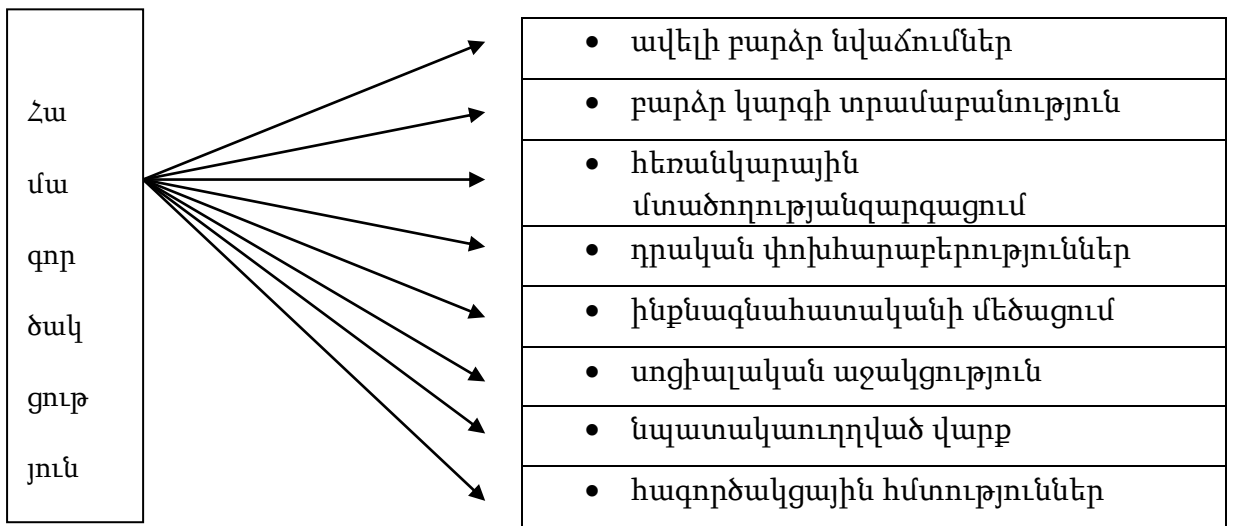 Հա
մա
գոր
ծակ
ցութ
յուն
• ավելի բարձր նվաճումներ
• բարձր կարգի տրամաբանություն
• հեռանկարային
մտածողությանզարգացում
• դրական փոխհարաբերություններ
• ինքնագնահատականի մեծացում
• սոցիալական աջակցություն
• նպատակաուղղված վարք
• հագործակցային հմտություններ